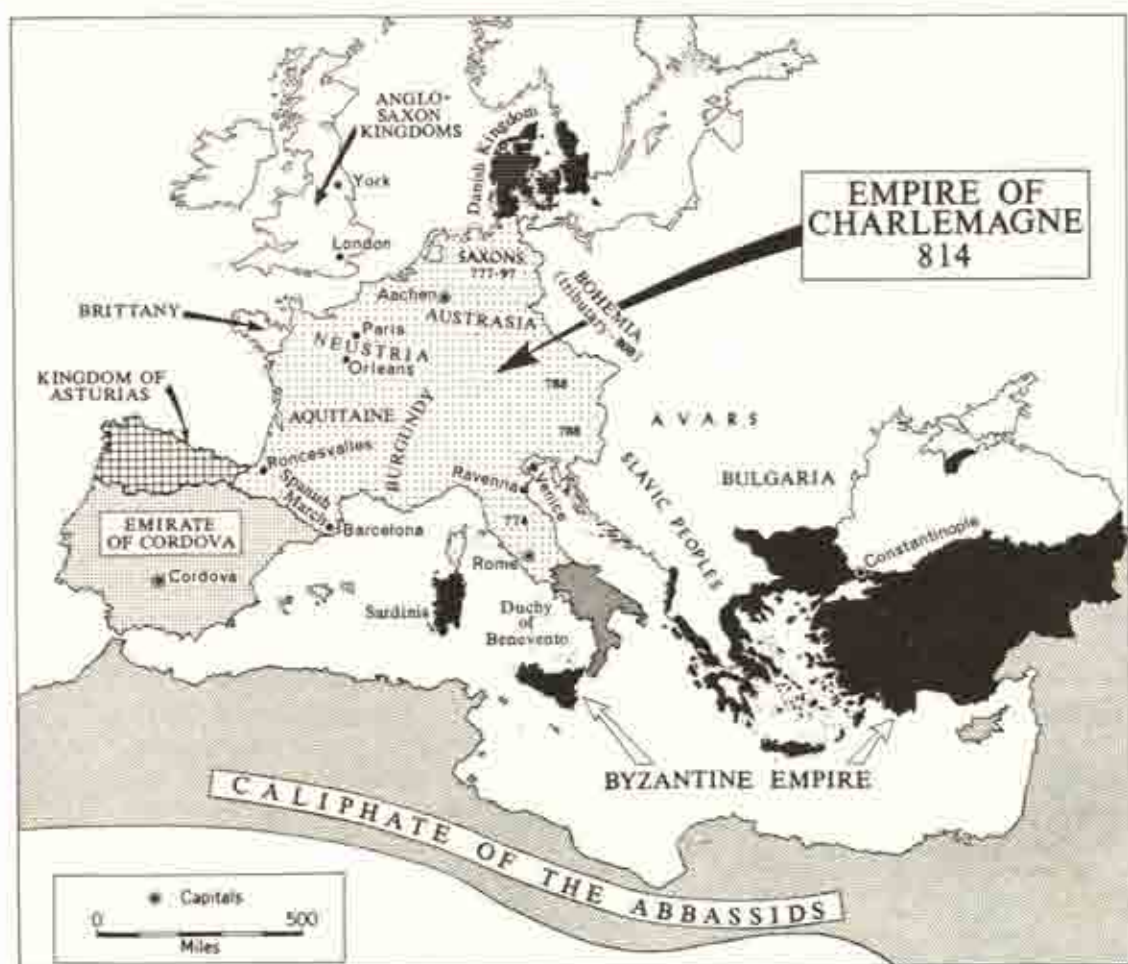 ANGLO-
SAXON
KINGDOMS
York
London
Danish Kingdom
EMPIRE OF
CHARLEMAGNE
814
SAXONS
777-97
Aachen
AUSTRASIA
BOHEMIA
(tributary
BRITTANY
Paris
NEUSTRIA
Orleans
KINGDOM OF
ASTURIAS
788
788
AVARS
AQUITAINE
BURGUNDY
Roncesvalles
Spanish
March
Ravenna
Venice
SLAVIC PEOPLES
BULGARIA
774
Barcelona
EMIRATE
OF CORDOVA
Cordova
Constantinople
Rome
Sardinia
Duchy
of
Benevento
BYZANTINE EMPIRE
CALIPHATE OF THE ABBASSIDS
Capitals
0 500
Miles